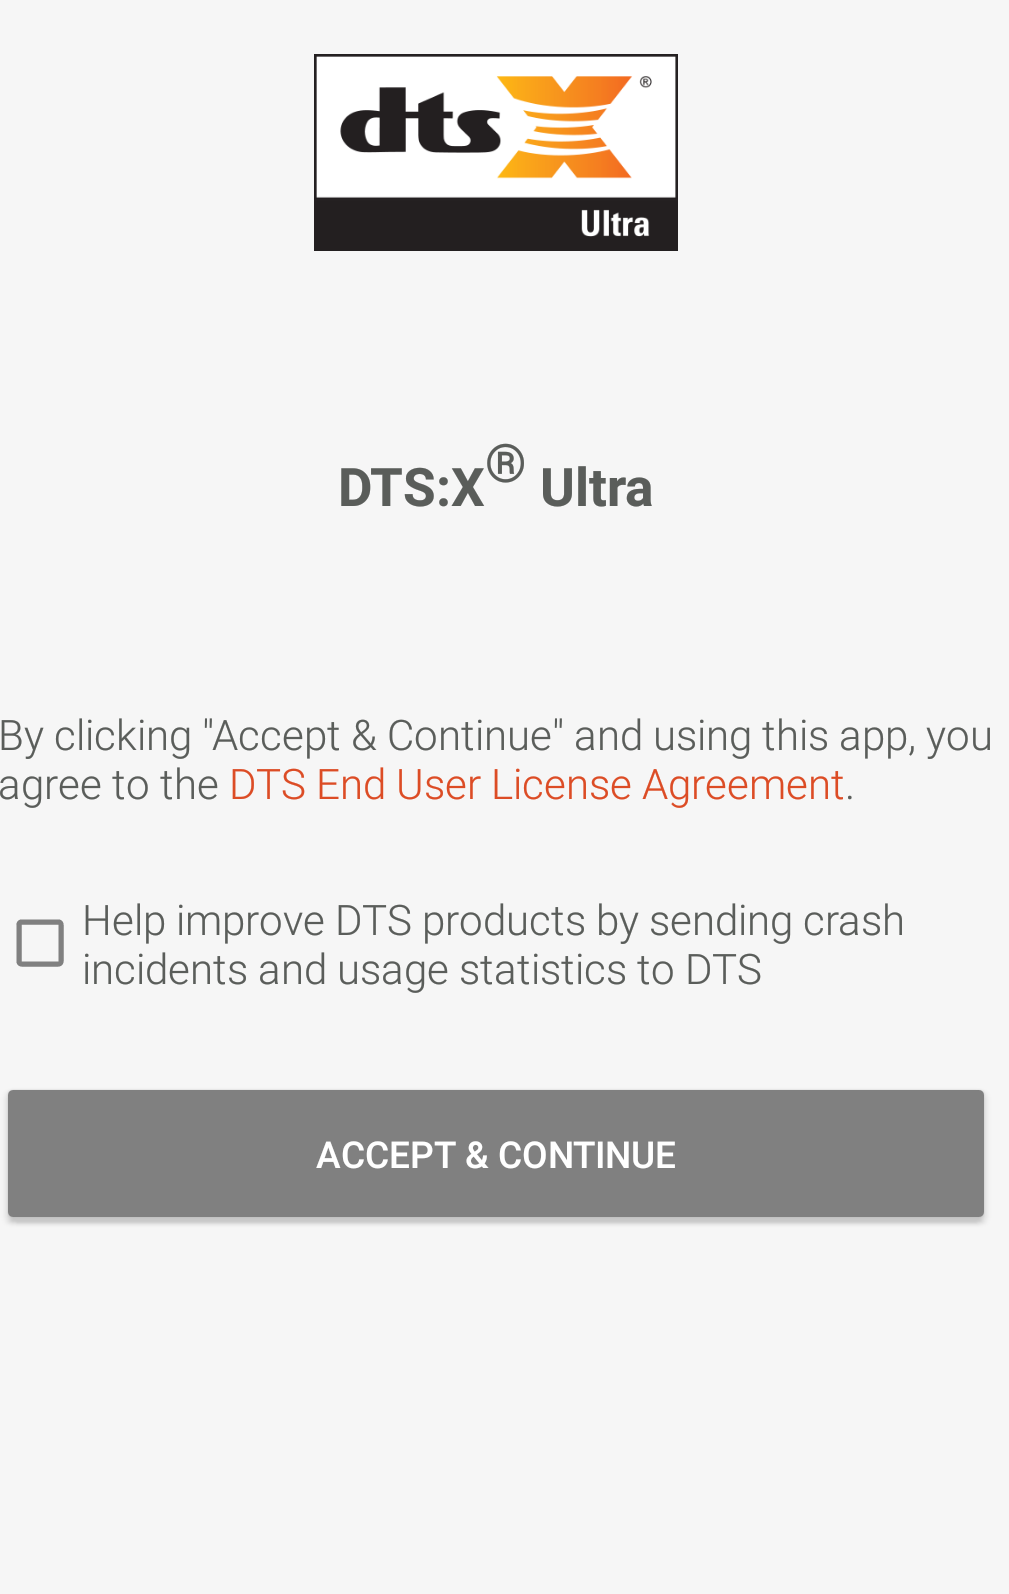 dts X ®
Ultra
DTS:X® Ultra
By clicking "Accept & Continue" and using this app, you
agree to the DTS End User License Agreement.
Help improve DTS products by sending crash
incidents and usage statistics to DTS
ACCEPT & CONTINUE